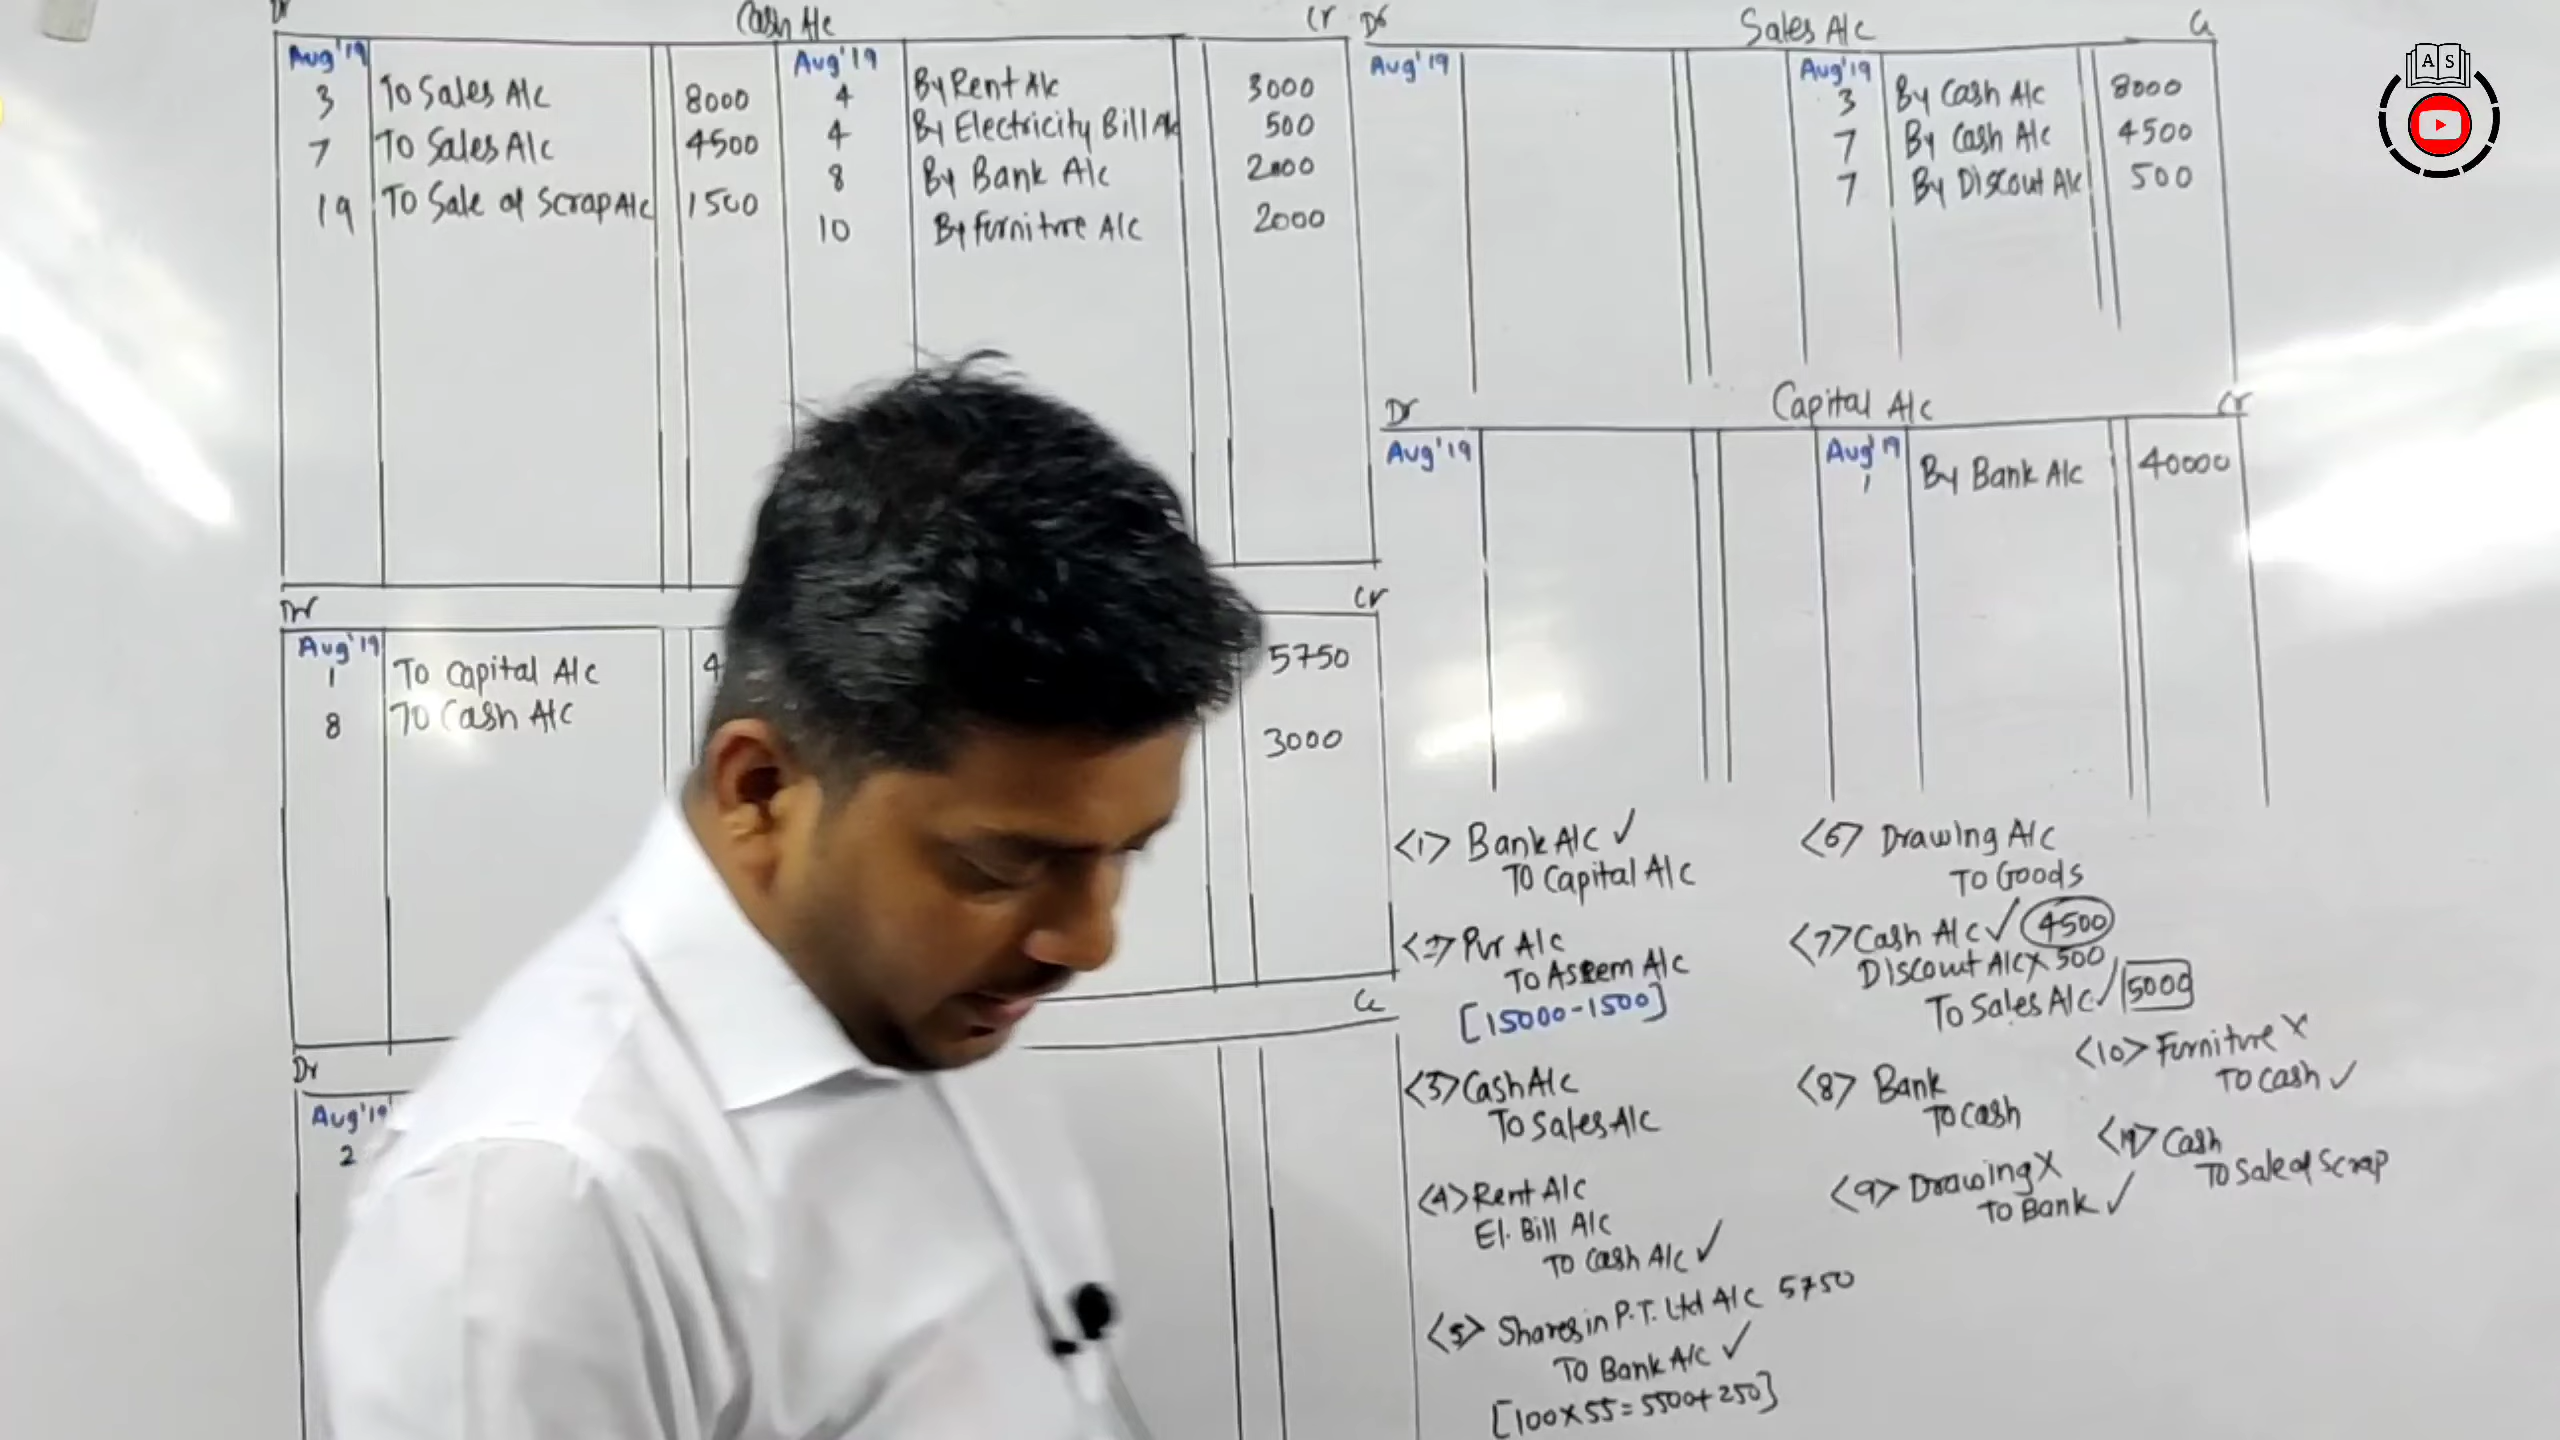 Dr Cash A/c Cr
Aug'19 Aug'19
3 To Sales A/c 8000 4 By Rent A/c 3000
7 To Sales A/c 4500 4 By Electricity Bill A/c 500
19 To Sale of Scrap A/c 1500 8 By Bank A/c 2000
10 By Furniture A/c 2000
Dr Sales A/c Cr
Aug'19 Aug'19
3 By Cash A/c 8000
7 By Cash A/c 4500
7 By Discout A/c 500
Dr Capital A/c Cr
Aug'19 Aug'19
1 By Bank A/c 40000
Dr Cr
Aug'19
1 To Capital A/c 4 5750
8 To Cash A/c 3000
Dr Cr
Aug'19
2
<1> Bank A/c ✓
To Capital A/c
<2> Pur A/c
To Aseem A/c
[15000-1500]
<3> Cash A/c
To Sales A/c
<4> Rent A/c
El. Bill A/c
To Cash A/c ✓
<5> Shares in P.T. Ltd A/c 5750
To Bank A/c ✓
[100×55=5500+250]
<6> Drawing A/c
To Goods
<7> Cash A/c ✓ 4500
Discout A/c X 500
To Sales A/c ✓ 5000
<8> Bank
To Cash
<9> Drawing X
To Bank ✓
<10> Furniture X
To Cash ✓
Cash
To Sale of Scrap
AS